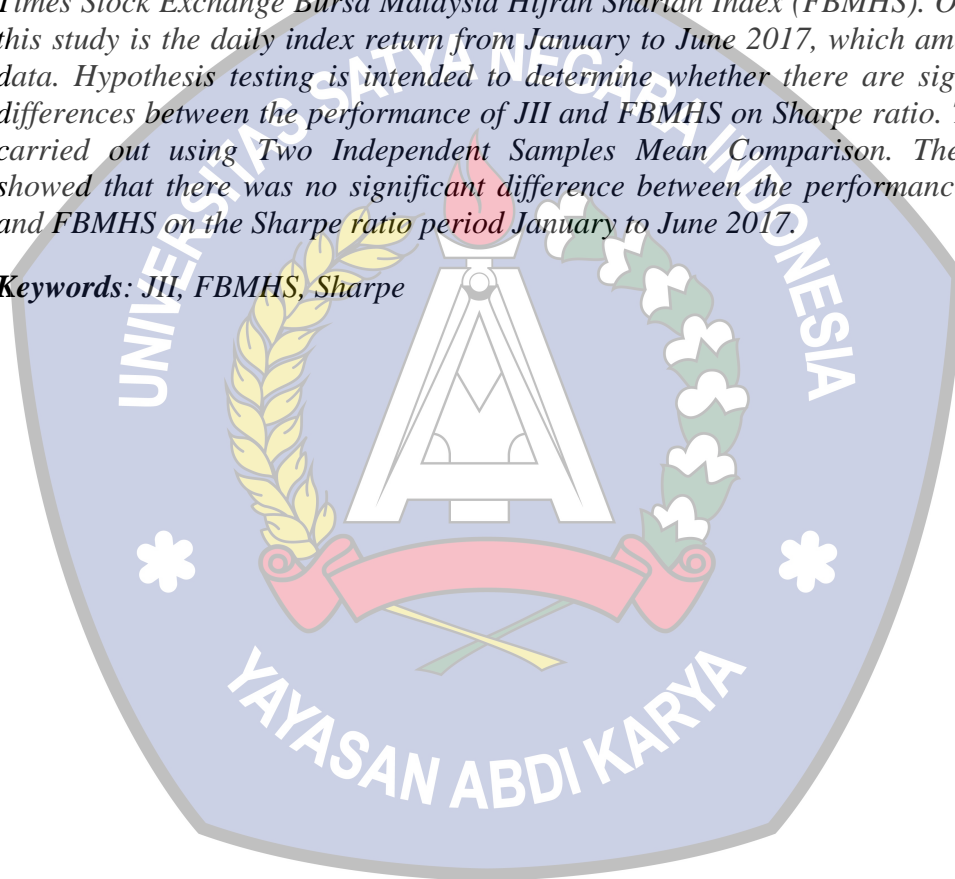 Times Stock Exchange Bursa Malaysia Hijrah Shariah Index (FBMHS). O
this study is the daily index return from January to June 2017, which am
data. Hypothesis testing is intended to determine whether there are sig
differences between the performance of JII and FBMHS on Sharpe ratio.
carried out using Two Independent Samples Mean Comparison. The
showed that there was no significant difference between the performanc
and FBMHS on the Sharpe ratio period January to June 2017.
Keywords: JII, FBMHS, Sharpe
UNIVERSITAS SATYA NEGARA INDONESIA
YAYASAN ABDI KARYA